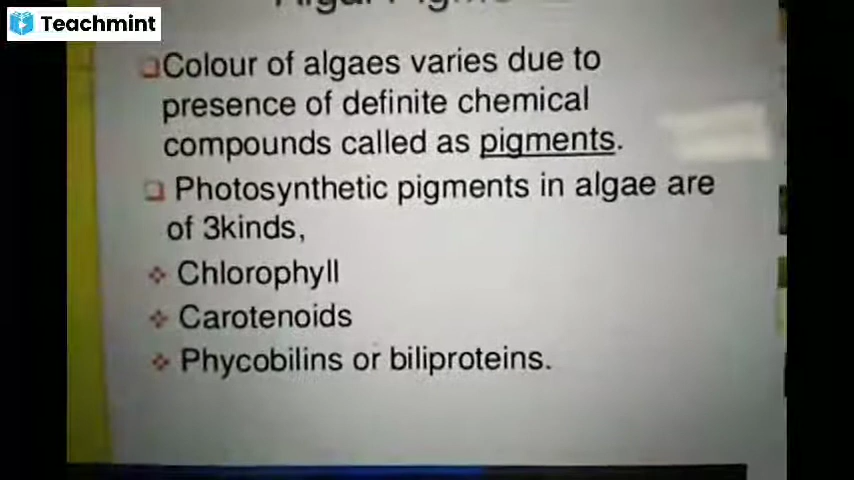 Teachmint
Colour of algaes varies due to
presence of definite chemical
compounds called as pigments.
Photosynthetic pigments in algae are
of 3kinds,
Chlorophyll
Carotenoids
Phycobilins or biliproteins.